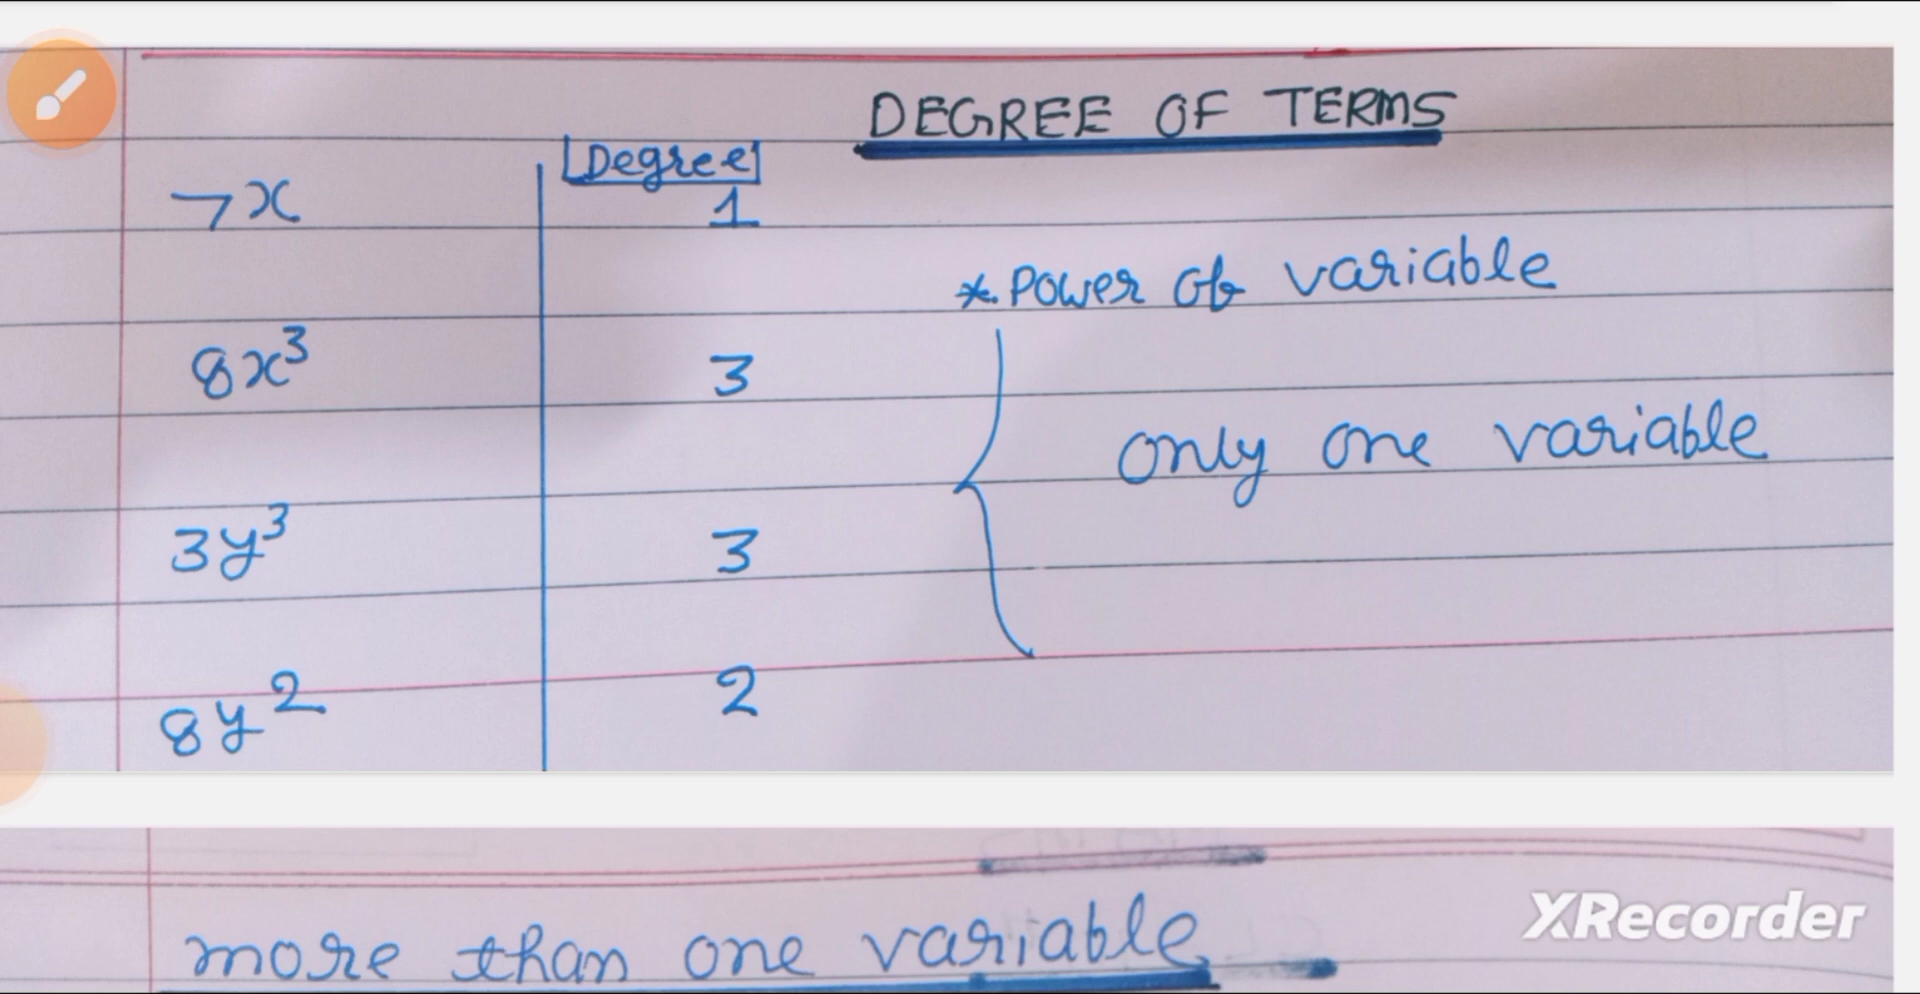 DEGREE OF TERMS
Degree
7x 1
*. Power of variable
8x³ 3
only one variable
3y³ 3
8y² 2
XRecorder
more than one variable